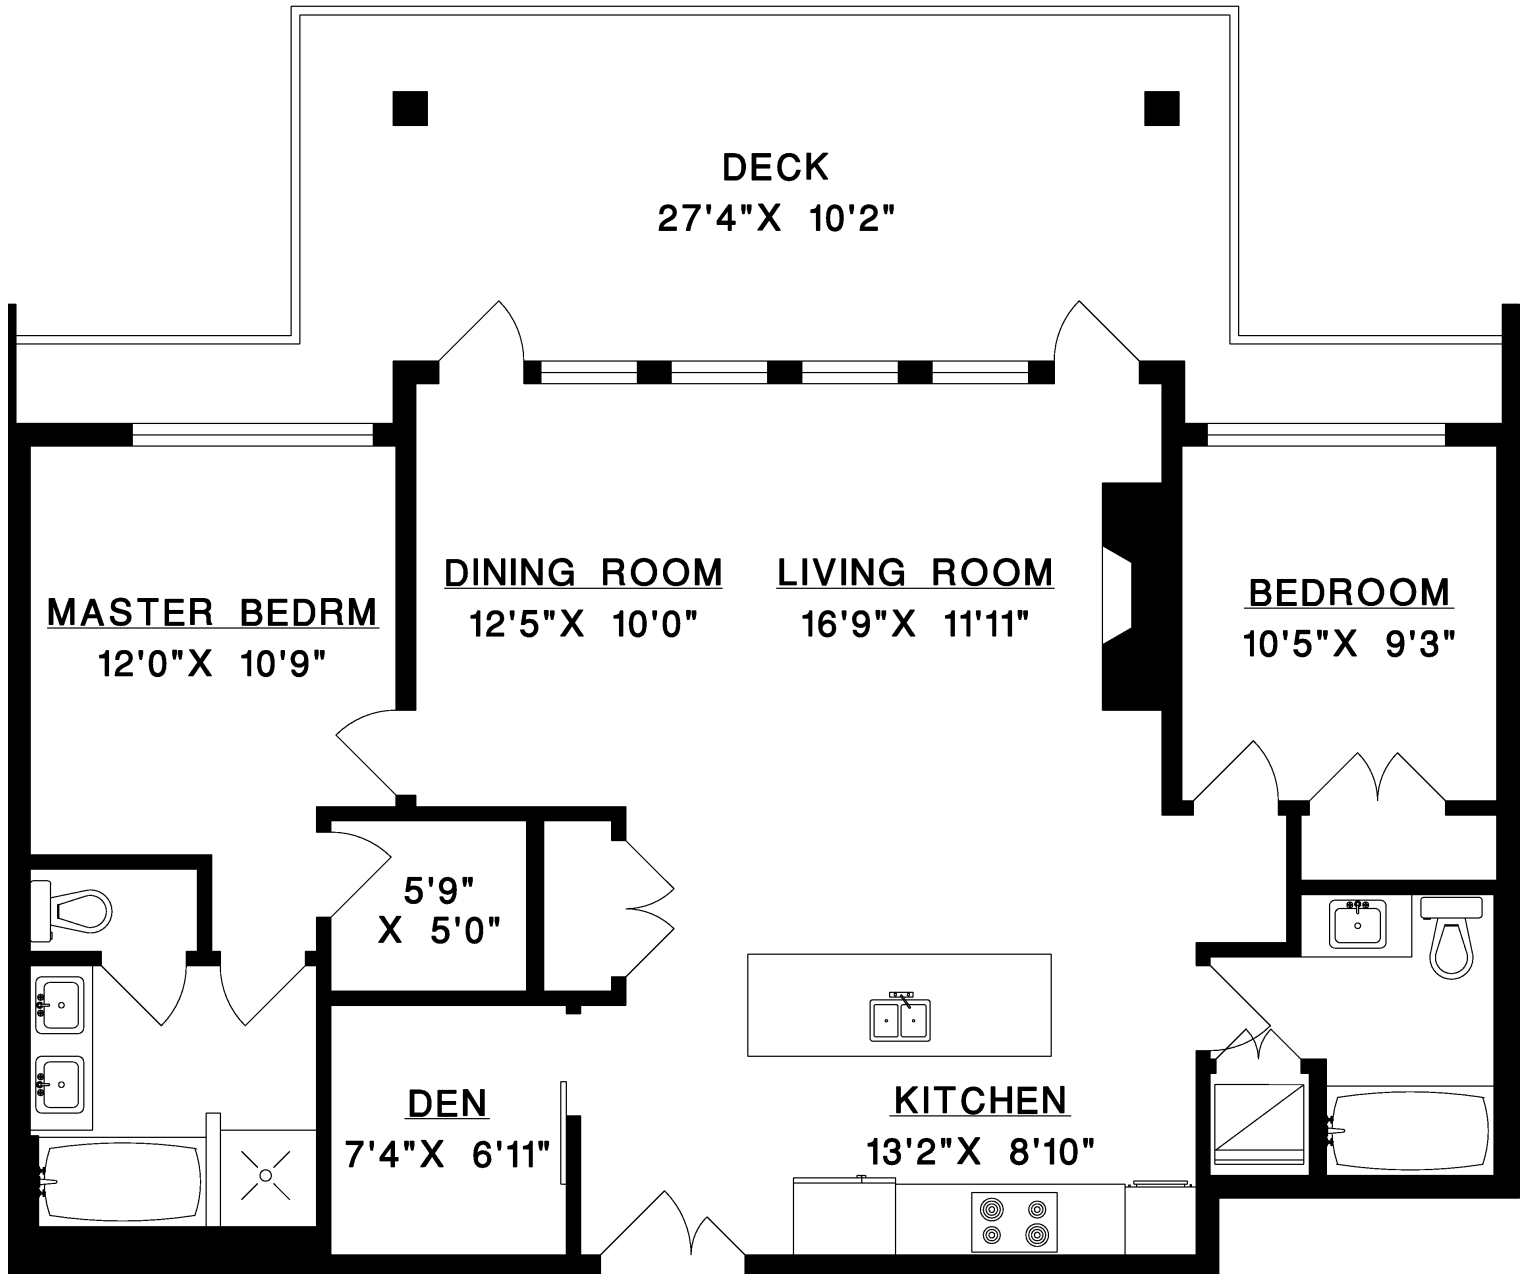 DECK
27'4"X 10'2"
DINING ROOM
12'5"X 10'0"
LIVING ROOM
16'9"X 11'11"
BEDROOM
10'5"X 9'3"
MASTER BEDRM
12'0"X 10'9"
5'9"
X 5'0"
DEN
7'4"X 6'11"
KITCHEN
13'2"X 8'10"